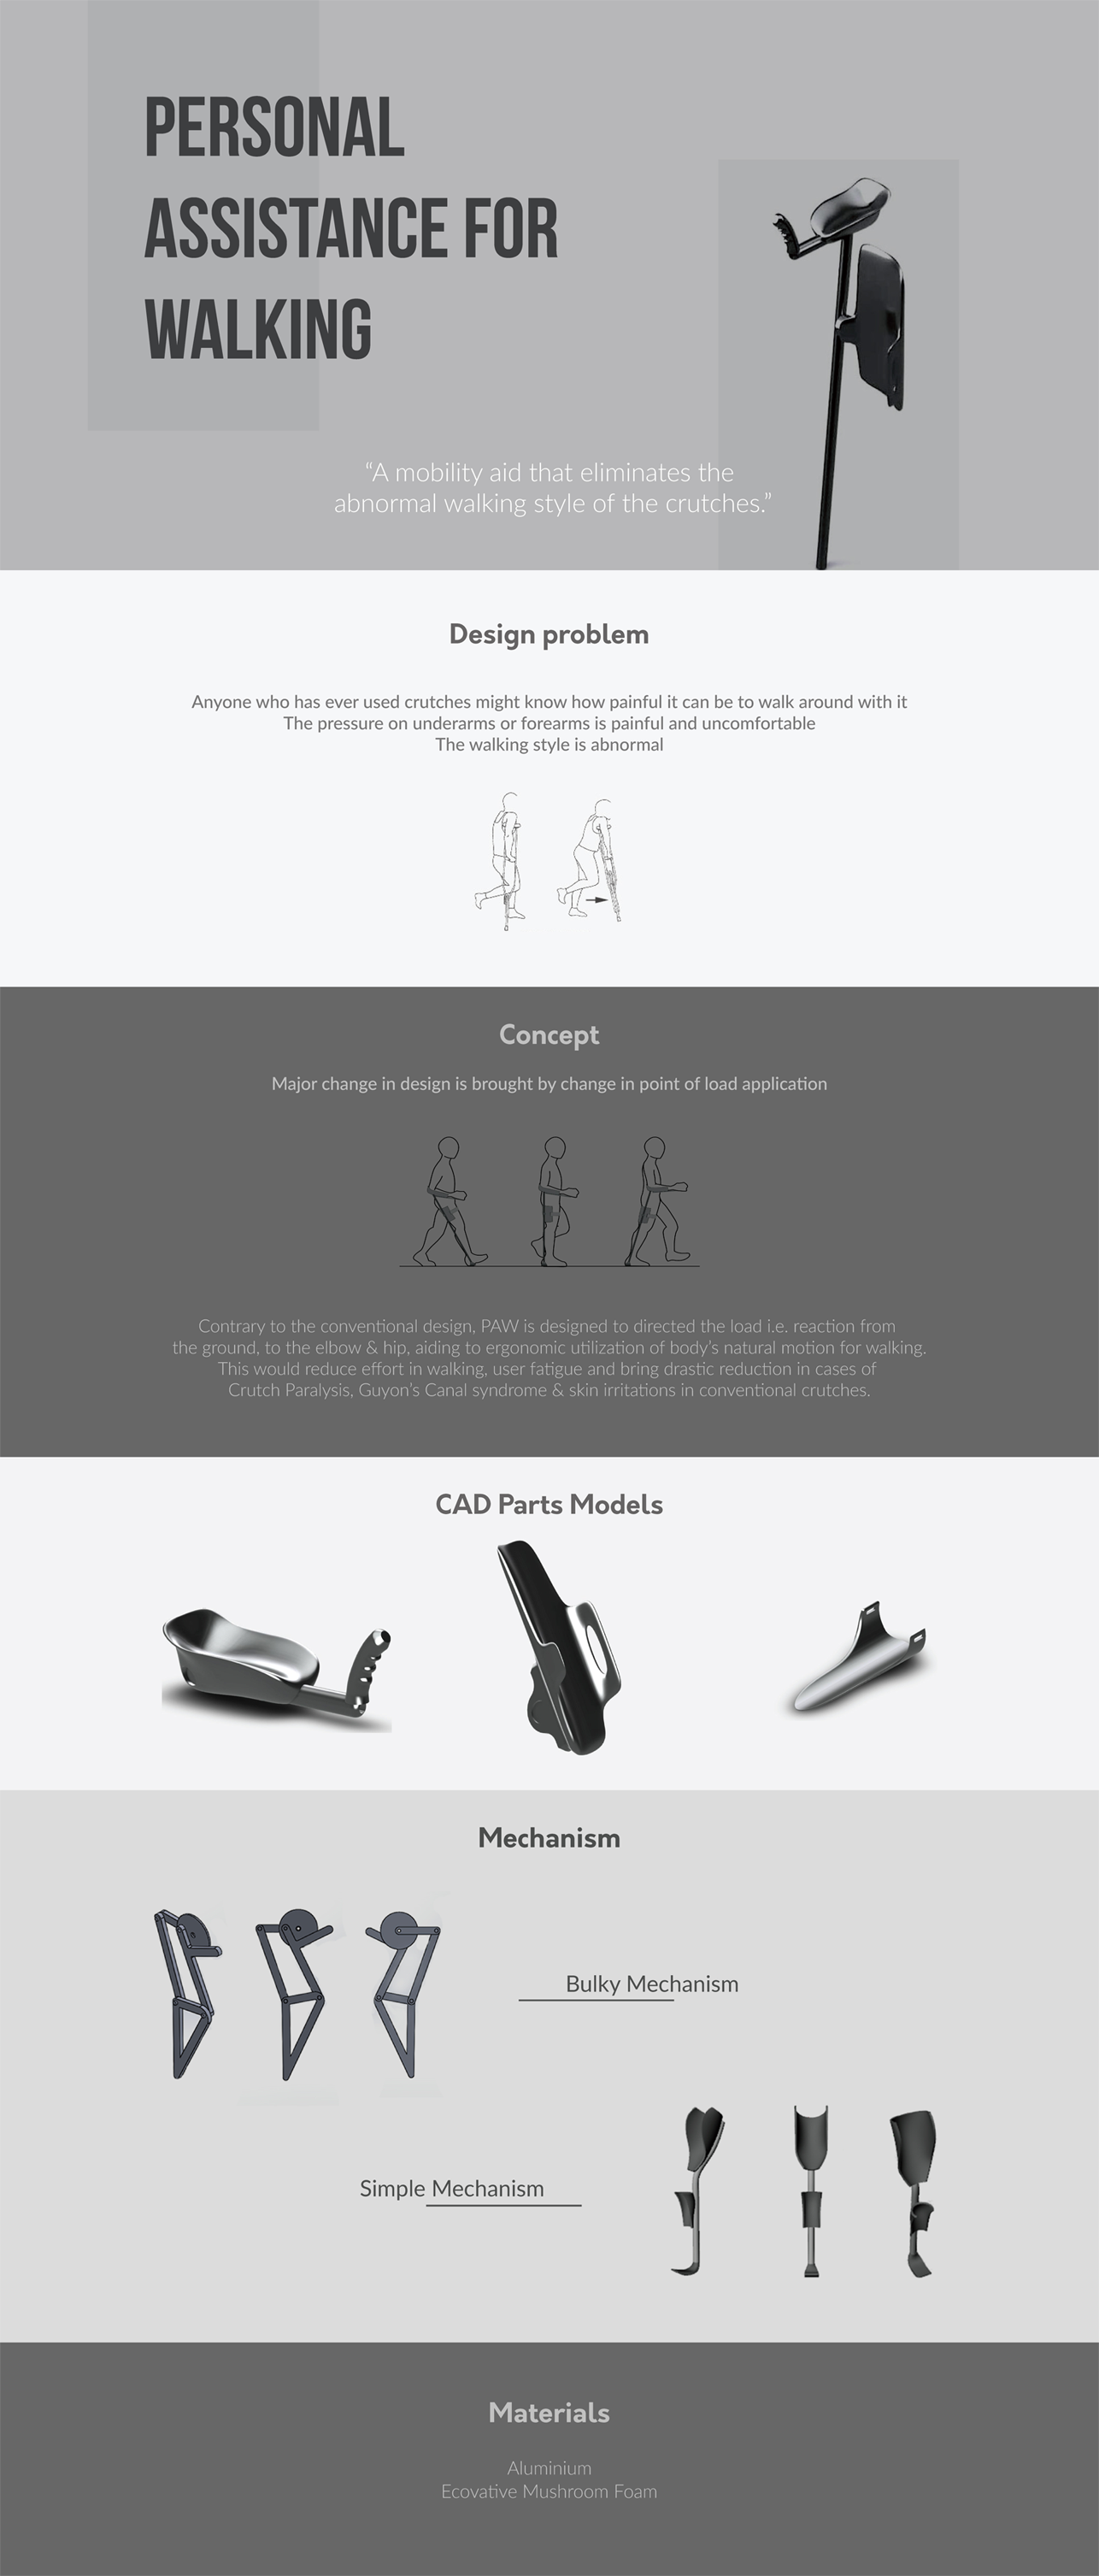 PERSONAL
ASSISTANCE FOR
WALKING
“A mobility aid that eliminates the
abnormal walking style of the crutches.”
Design problem
Anyone who has ever used crutches might know how painful it can be to walk around with it
The pressure on underarms or forearms is painful and uncomfortable
The walking style is abnormal
Concept
Major change in design is brought by change in point of load application
Contrary to the conventional design, PAW is designed to directed the load i.e. reaction from
the ground, to the elbow & hip, aiding to ergonomic utilization of body's natural motion for walking.
This would reduce effort in walking, user fatigue and bring drastic reduction in cases of
Crutch Paralysis, Guyon's Canal syndrome & skin irritations in conventional crutches.
CAD Parts Models
Mechanism
Bulky Mechanism
Simple Mechanism
Materials
Aluminium
Ecovative Mushroom Foam